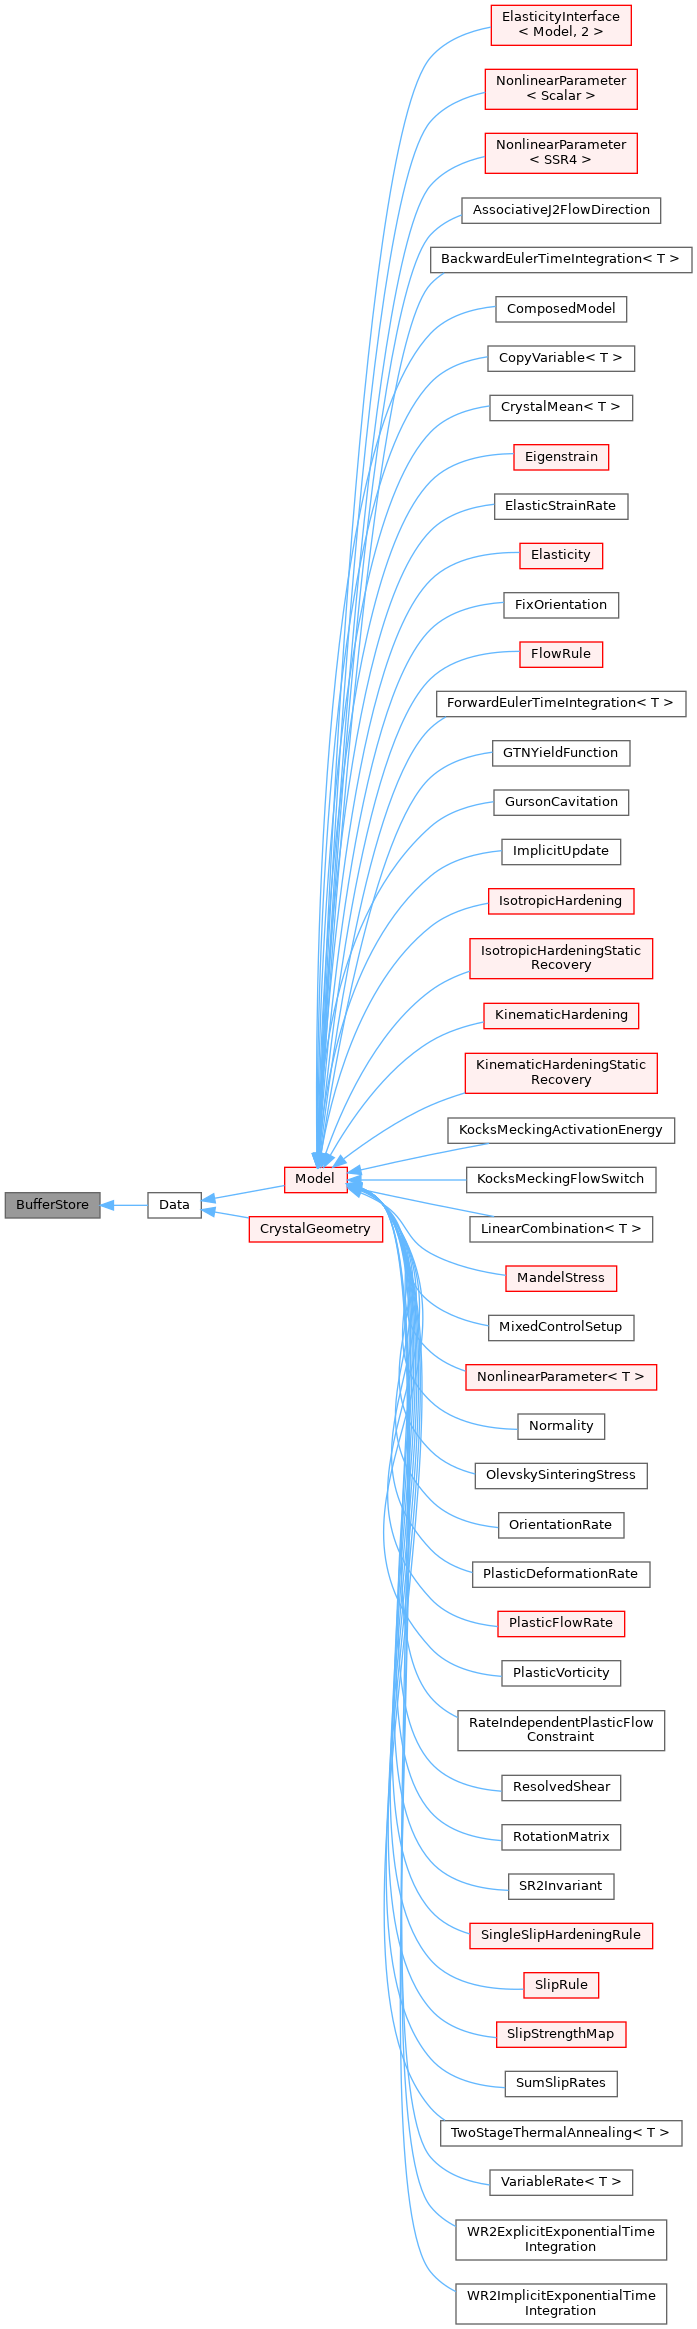 ElasticityInterface
< Model, 2 >
NonlinearParameter
< Scalar >
NonlinearParameter
< SSR4 >
AssociativeJ2FlowDirection
BackwardEulerTimeIntegration< T >
ComposedModel
CopyVariable< T >
CrystalMean< T >
Eigenstrain
ElasticStrainRate
Elasticity
FixOrientation
FlowRule
ForwardEulerTimeIntegration< T >
GTNYieldFunction
GursonCavitation
ImplicitUpdate
IsotropicHardening
IsotropicHardeningStatic
Recovery
KinematicHardening
KinematicHardeningStatic
Recovery
KocksMeckingActivationEnergy
Model
KocksMeckingFlowSwitch
BufferStore
Data
CrystalGeometry
LinearCombination< T >
MandelStress
MixedControlSetup
NonlinearParameter< T >
Normality
OlevskySinteringStress
OrientationRate
PlasticDeformationRate
PlasticFlowRate
PlasticVorticity
RateIndependentPlasticFlow
Constraint
ResolvedShear
RotationMatrix
SR2Invariant
SingleSlipHardeningRule
SlipRule
SlipStrengthMap
SumSlipRates
TwoStageThermalAnnealing< T >
VariableRate< T >
WR2ExplicitExponentialTime
Integration
WR2ImplicitExponentialTime
Integration